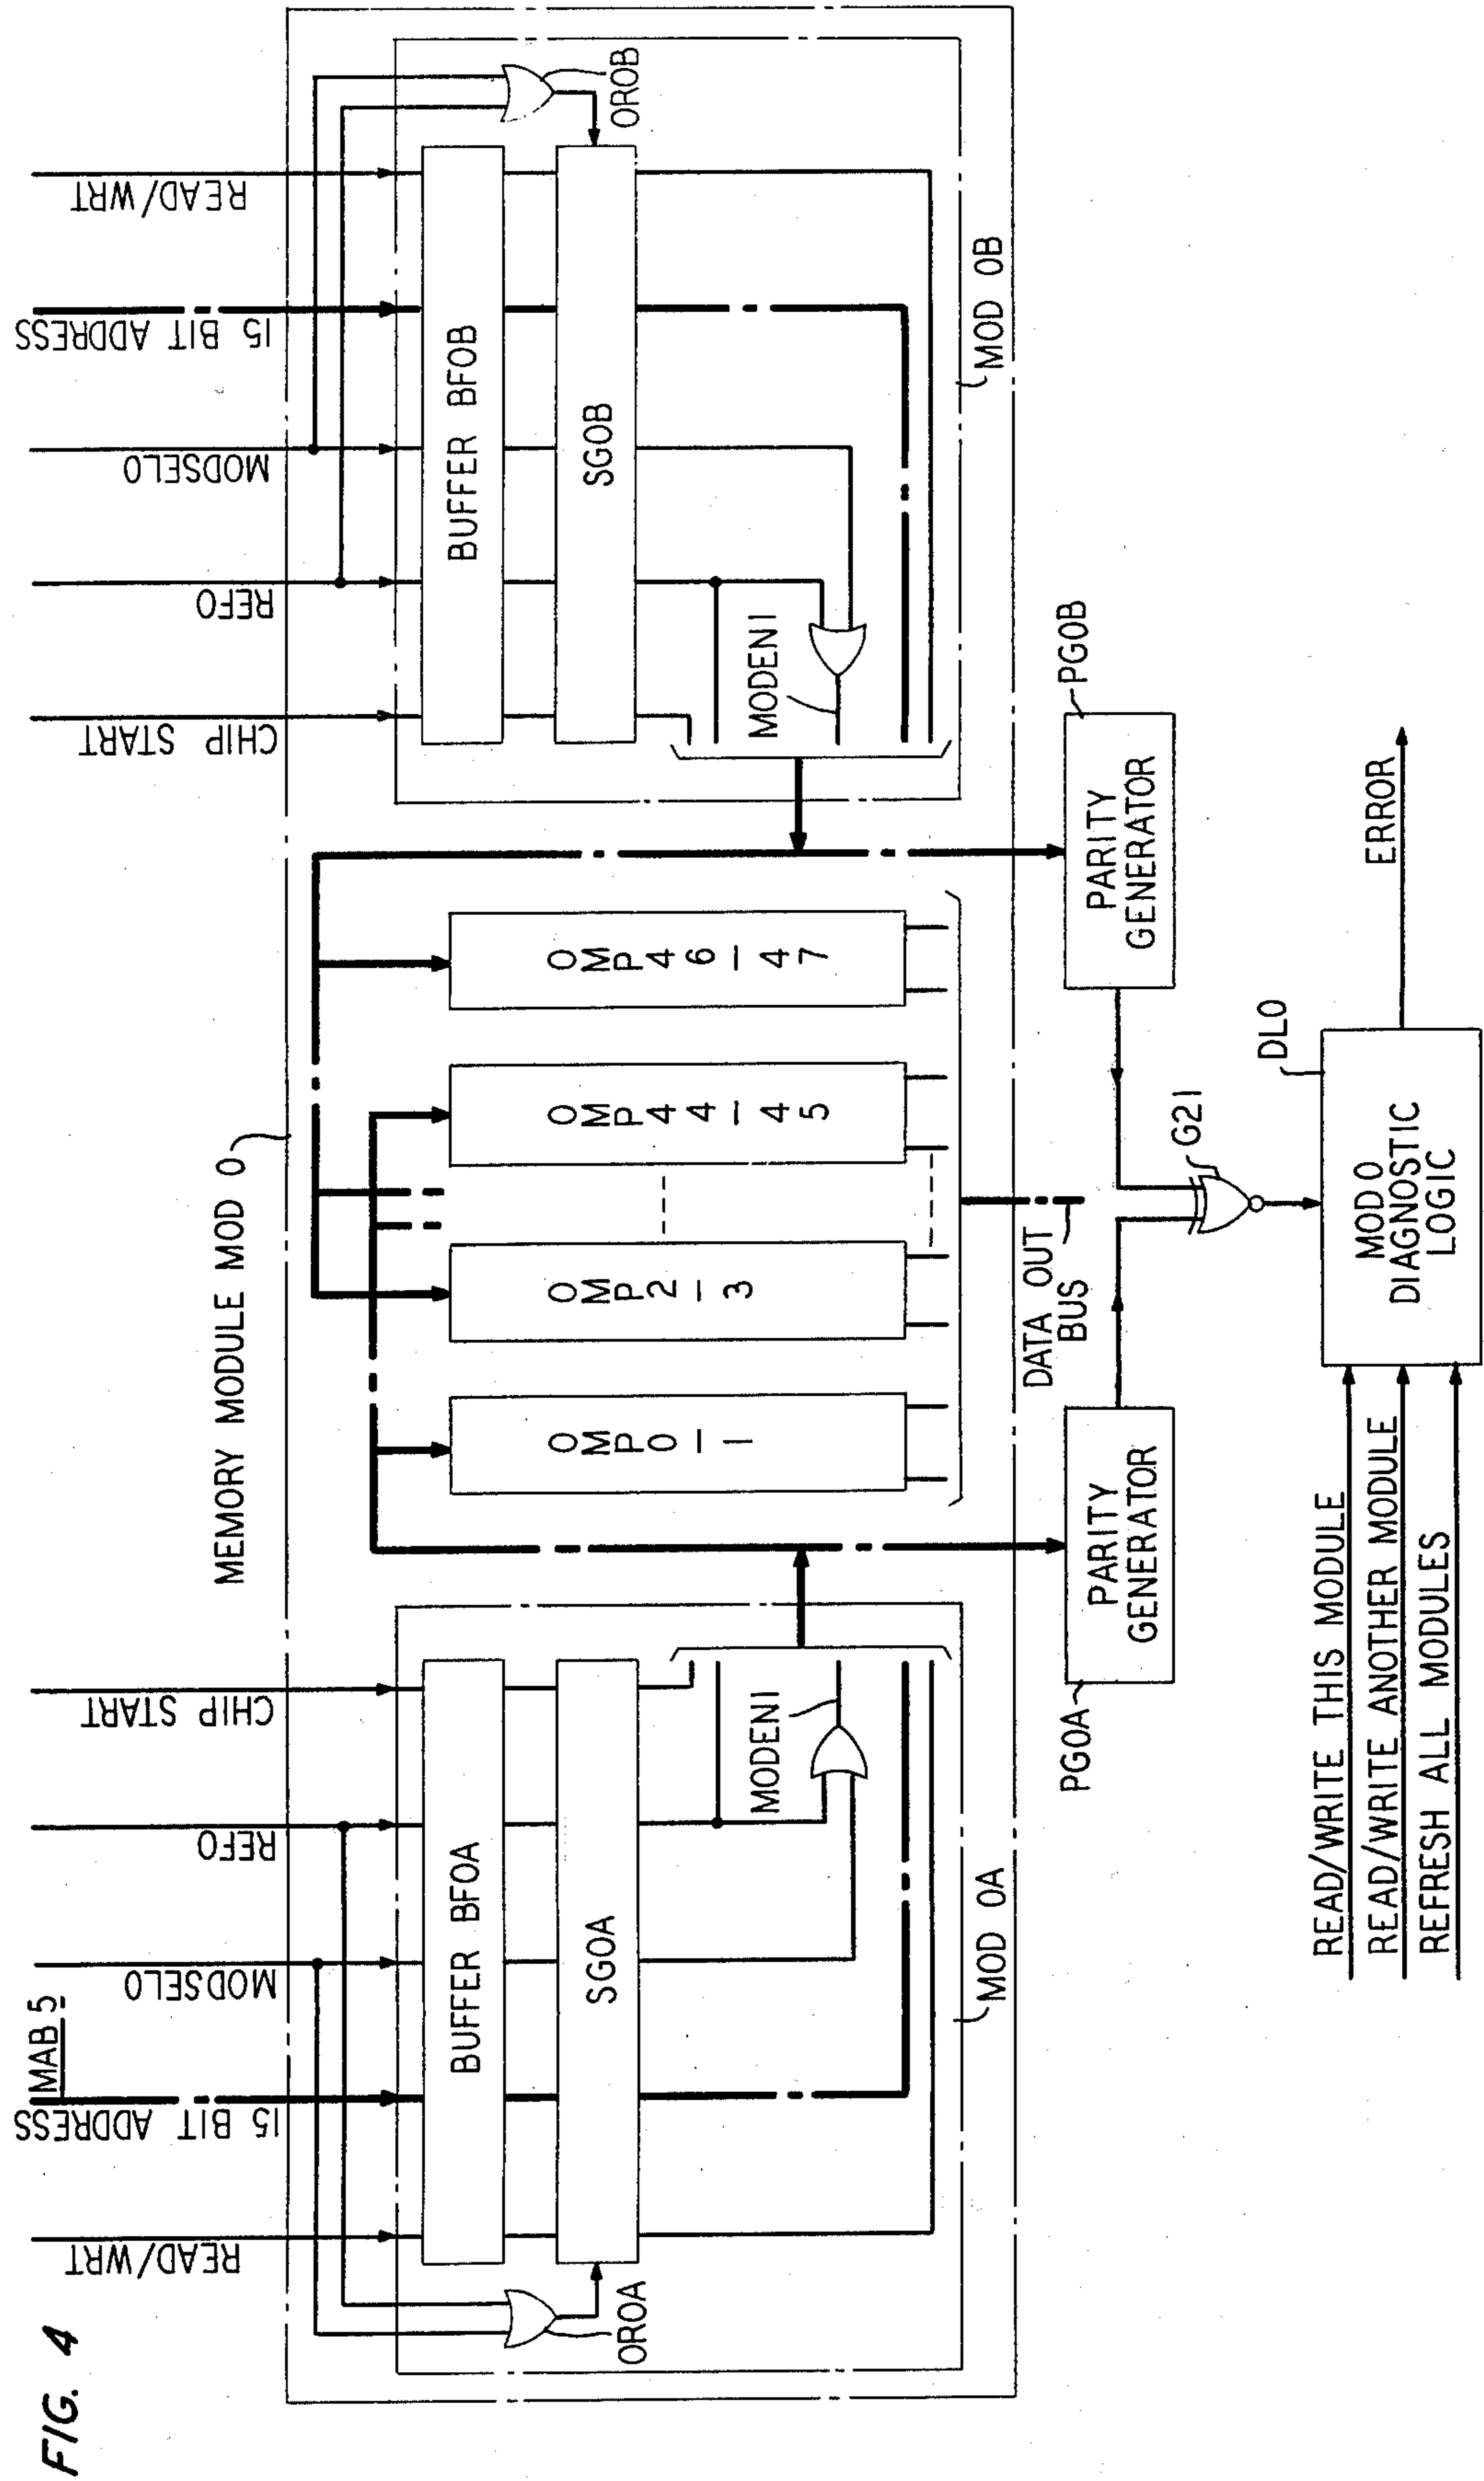 FIG. 4
READ/WRT
15 BIT ADDRESS
MAB 5
MODSEL0
REF0
CHIP START
MEMORY MODULE MOD 0
CHIP START
REF0
MODSEL0
15 BIT ADDRESS
READ/WRT
OR0A
BUFFER BF0A
SG0A
MODEN1
MOD 0A
0MP0-1
0MP2-3
0MP44-45
0MP46-47
DATA OUT
BUS
BUFFER BF0B
SG0B
MODEN1
OR0B
MOD 0B
PG0A
PARITY
GENERATOR
PARITY
GENERATOR
PG0B
G21
DL0
READ/WRITE THIS MODULE
READ/WRITE ANOTHER MODULE
REFRESH ALL MODULES
MOD 0
DIAGNOSTIC
LOGIC
ERROR